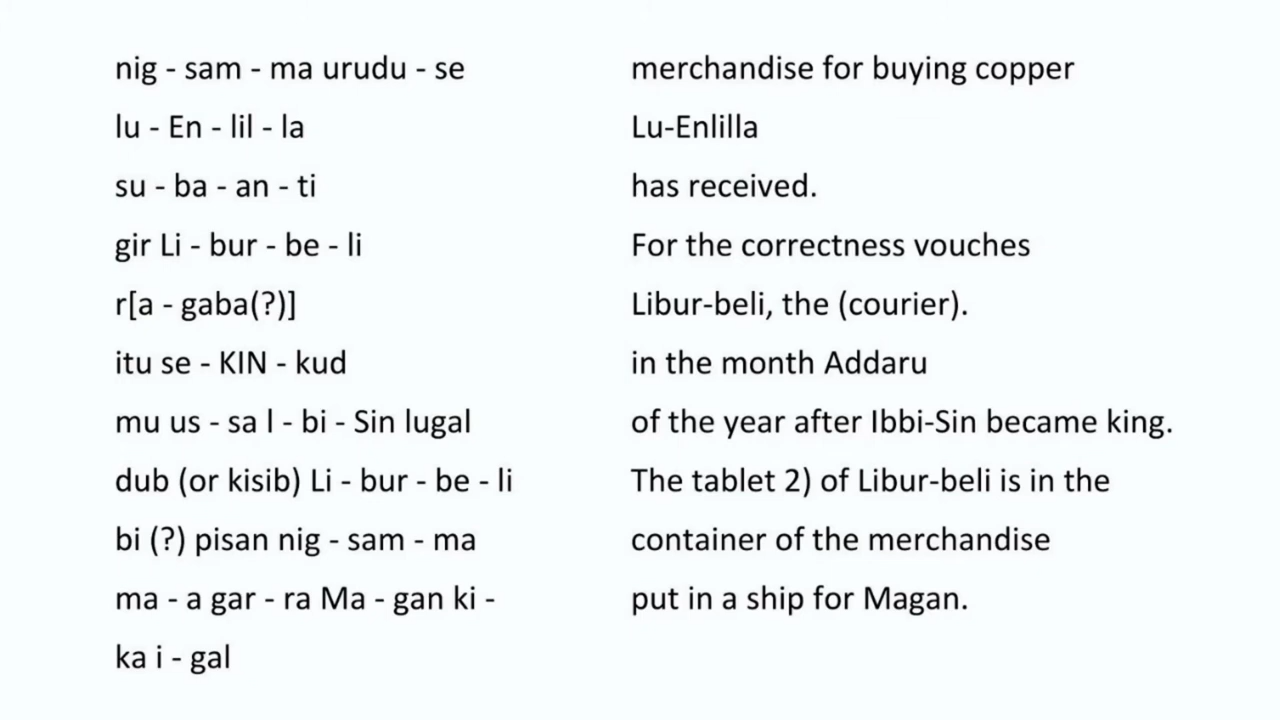 nig - sam - ma urudu - se merchandise for buying copper
lu - En - lil - la Lu-Enlilla
su - ba - an - ti has received.
gir Li - bur - be - li For the correctness vouches
r[a - gaba(?)] Libur-beli, the (courier).
itu se - KIN - kud in the month Addaru
mu us - sa l - bi - Sin lugal of the year after Ibbi-Sin became king.
dub (or kisib) Li - bur - be - li The tablet 2) of Libur-beli is in the
bi (?) pisan nig - sam - ma container of the merchandise
ma - a gar - ra Ma - gan ki - put in a ship for Magan.
ka i - gal